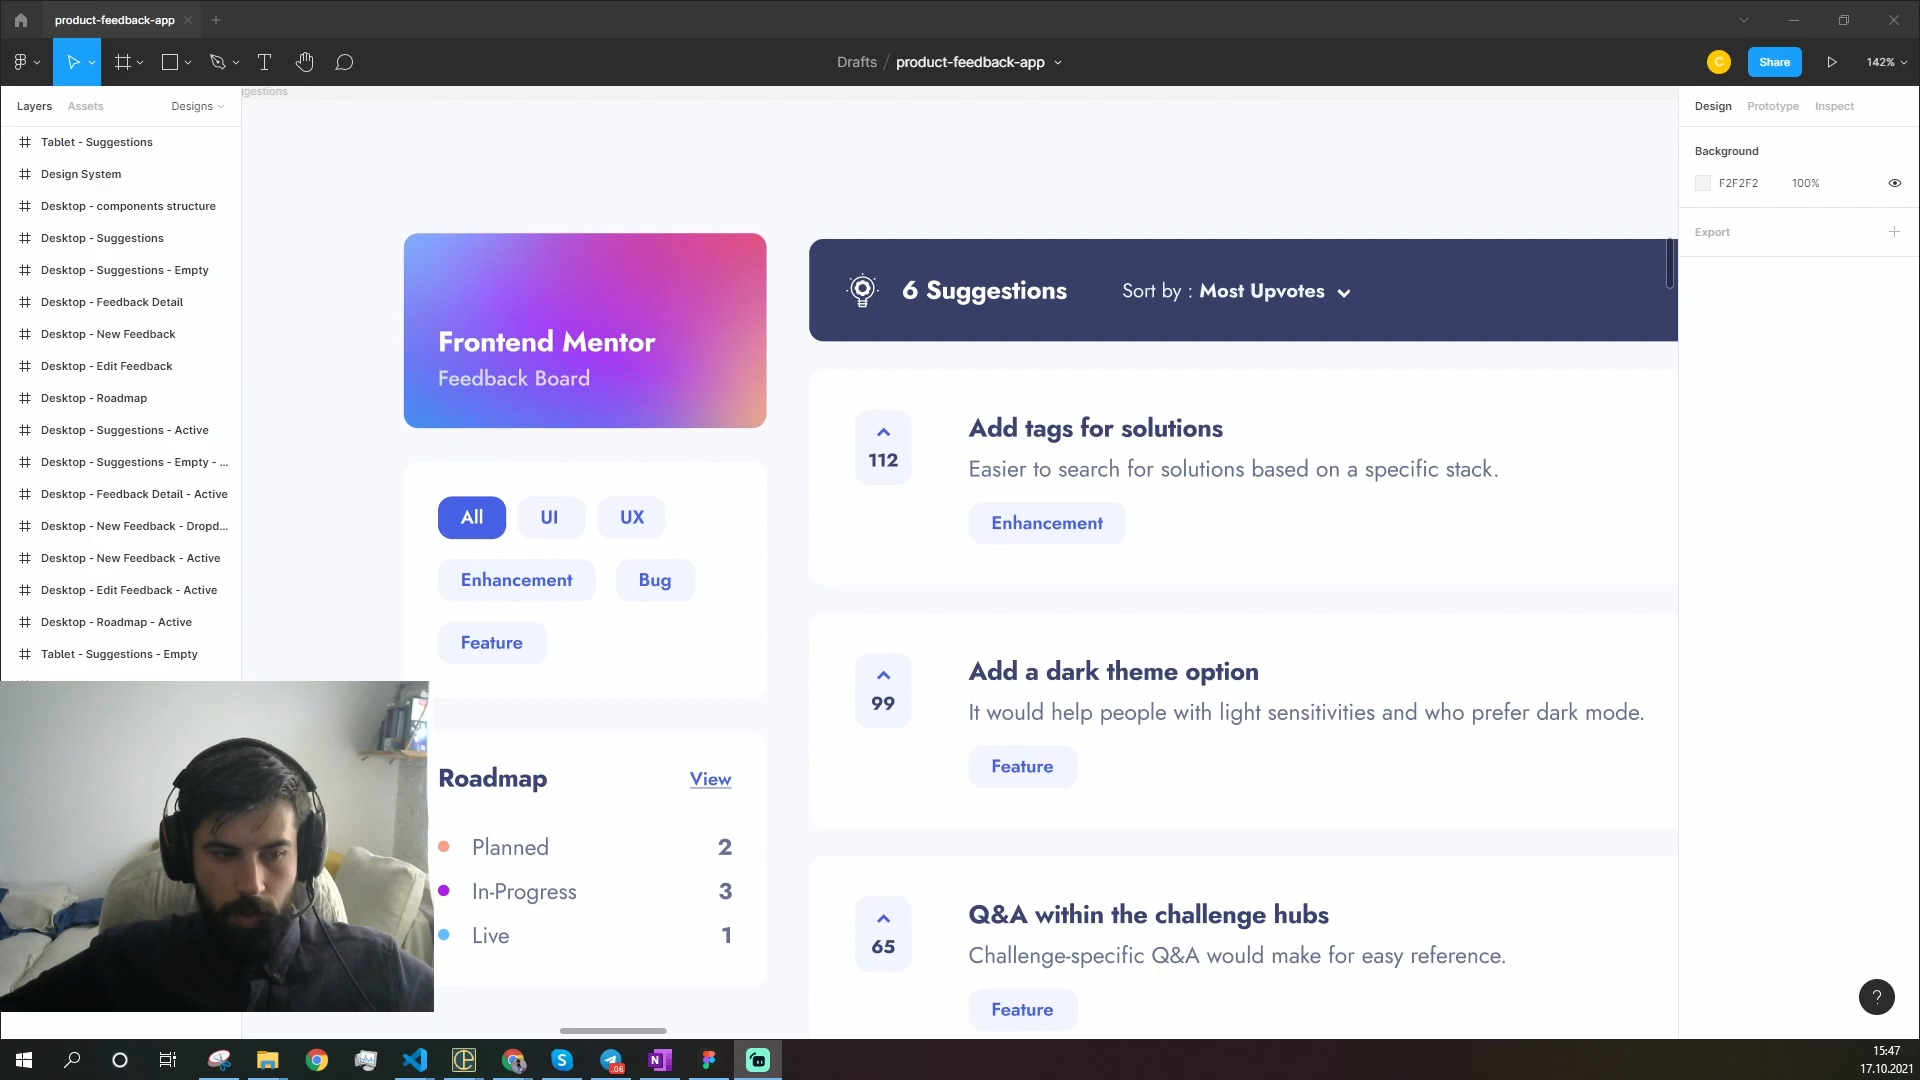 product-feedback-app
Drafts / product-feedback-app
C
Share
142%
Layers
Assets
Designs
gestions
Design
Prototype
Inspect
Tablet - Suggestions
Design System
Desktop - components structure
Desktop - Suggestions
Desktop - Suggestions - Empty
Desktop - Feedback Detail
Desktop - New Feedback
Desktop - Edit Feedback
Desktop - Roadmap
Desktop - Suggestions - Active
Desktop - Suggestions - Empty - ...
Desktop - Feedback Detail - Active
Desktop - New Feedback - Dropd...
Desktop - New Feedback - Active
Desktop - Edit Feedback - Active
Desktop - Roadmap - Active
Tablet - Suggestions - Empty
Frontend Mentor
Feedback Board
All
UI
UX
Enhancement
Bug
Feature
Roadmap
View
Planned 2
In-Progress 3
Live 1
6 Suggestions
Sort by : Most Upvotes
112
Add tags for solutions
Easier to search for solutions based on a specific stack.
Enhancement
99
Add a dark theme option
It would help people with light sensitivities and who prefer dark mode.
Feature
65
Q&A within the challenge hubs
Challenge-specific Q&A would make for easy reference.
Feature
Background
F2F2F2
100%
Export
?
S
.06
N
15:47
17.10.2021